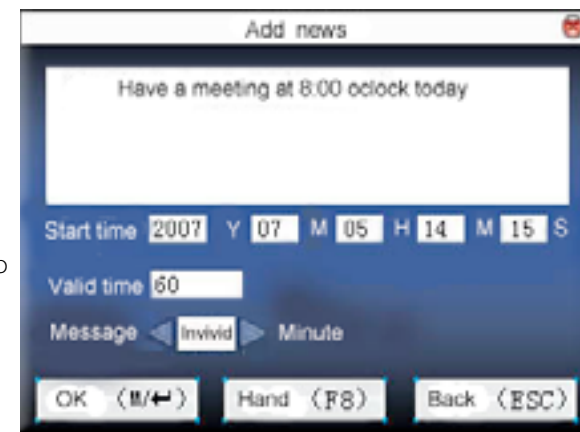 Add news
Have a meeting at 8:00 oclock today
Start time 2007 Y 07 M 05 H 14 M 15 S
Valid time 60
Message Invivid Minute
OK (M/↵) Hand (F8) Back (ESC)